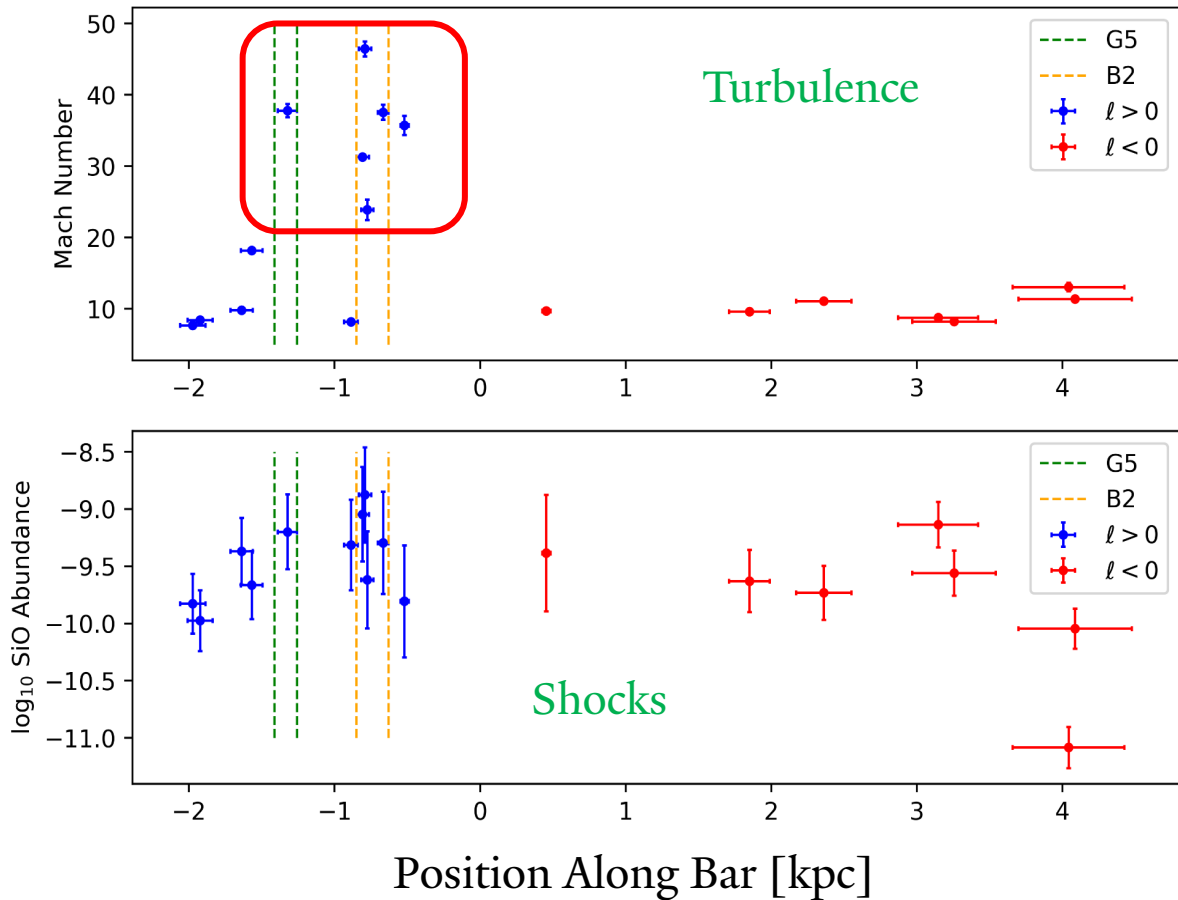 50
40
30
20
10
Mach Number
Turbulence
G5
B2
ℓ > 0
ℓ < 0
−2 −1 0 1 2 3 4
−8.5
−9.0
−9.5
−10.0
−10.5
−11.0
log₁₀ SiO Abundance
Shocks
G5
B2
ℓ > 0
ℓ < 0
−2 −1 0 1 2 3 4
Position Along Bar [kpc]